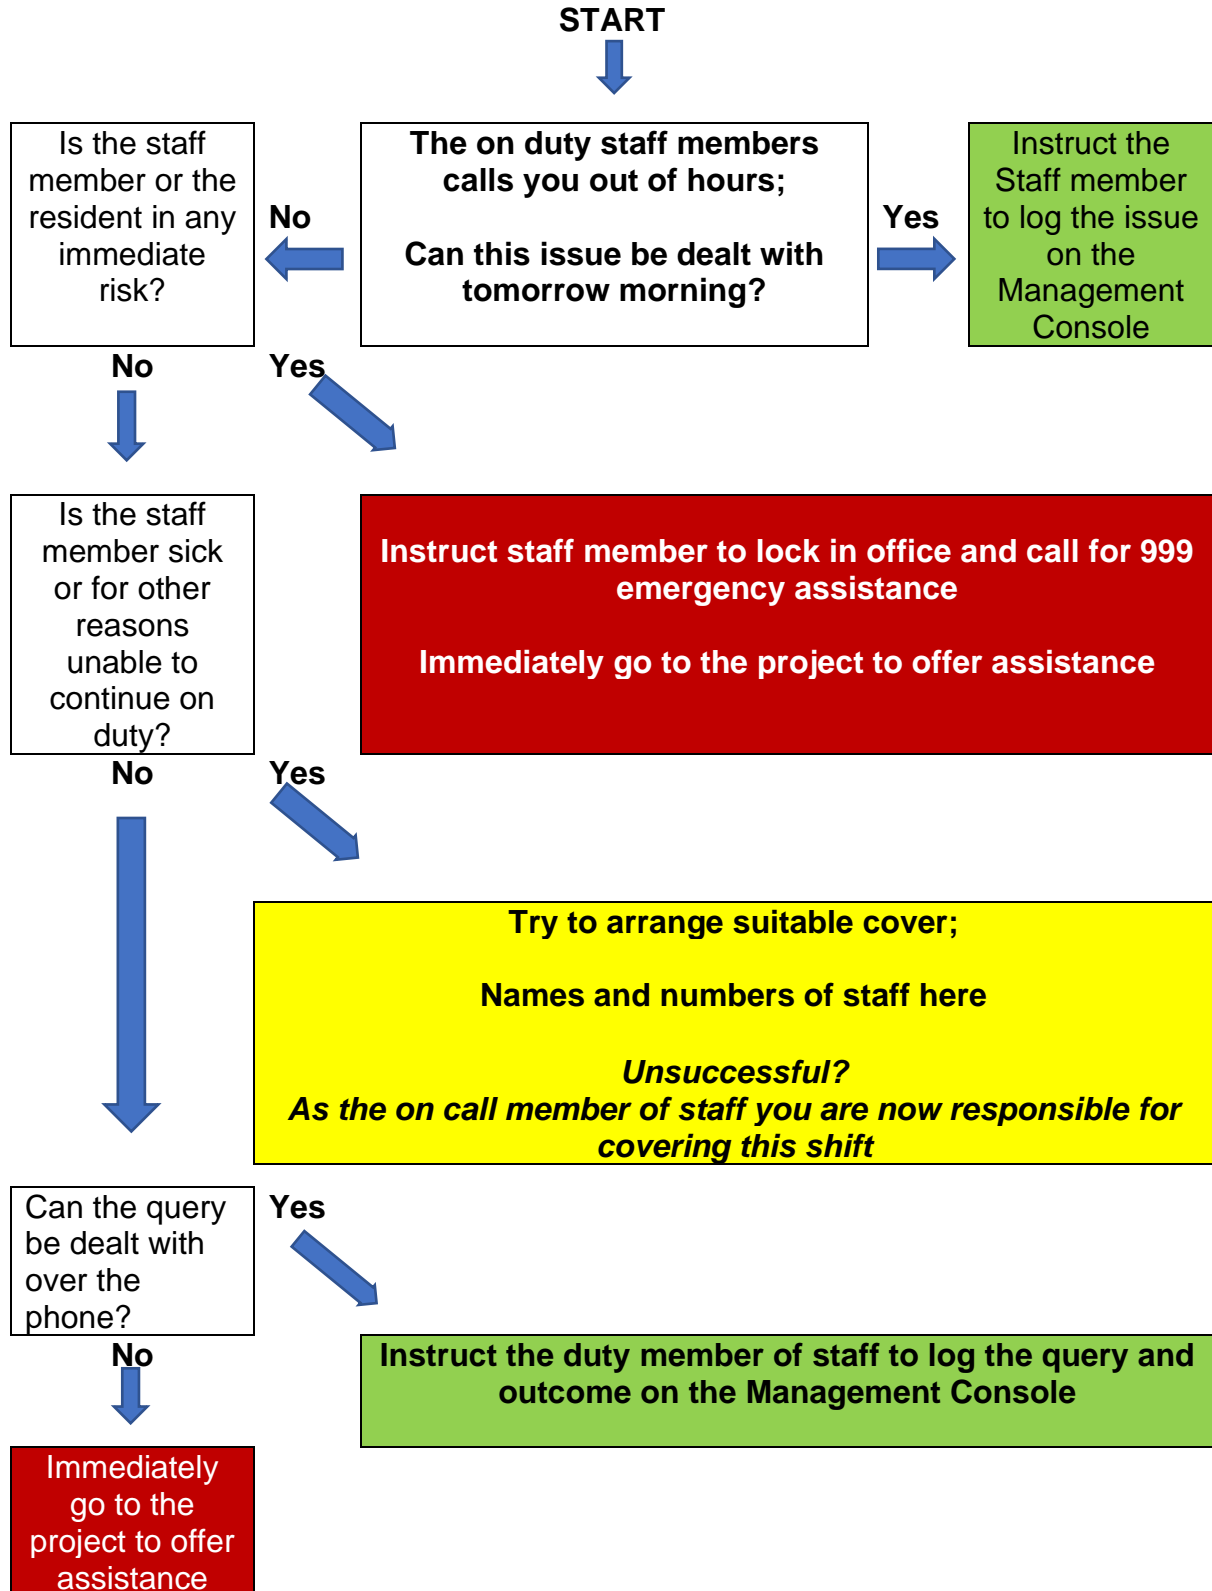 START
Is the staff
member or the
resident in any
immediate
risk?
No
The on duty staff members
calls you out of hours;
Can this issue be dealt with
tomorrow morning?
Yes
Instruct the
Staff member
to log the issue
on the
Management
Console
No
Yes
Is the staff
member sick
or for other
reasons
unable to
continue on
duty?
Instruct staff member to lock in office and call for 999
emergency assistance
Immediately go to the project to offer assistance
No
Yes
Try to arrange suitable cover;
Names and numbers of staff here
Unsuccessful?
As the on call member of staff you are now responsible for
covering this shift
Can the query
be dealt with
over the
phone?
Yes
No
Instruct the duty member of staff to log the query and
outcome on the Management Console
Immediately
go to the
project to offer
assistance